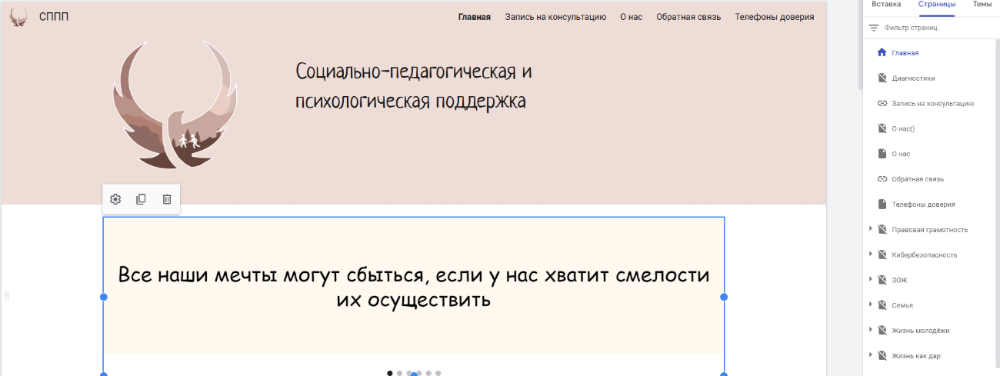 СППП
Главная
Запись на консультацию
О нас
Обратная связь
Телефоны доверия
Социально-педагогическая и
психологическая поддержка
Все наши мечты могут сбыться, если у нас хватит смелости
их осуществить
Вставка
Страницы
Темы
Фильтр страниц
Главная
Диагностики
Запись на консультацию
О нас()
О нас
Обратная связь
Телефоны доверия
Правовая грамотность
Кибербезопасность
ЗОЖ
Семья
Жизнь молодёжи
Жизнь как дар